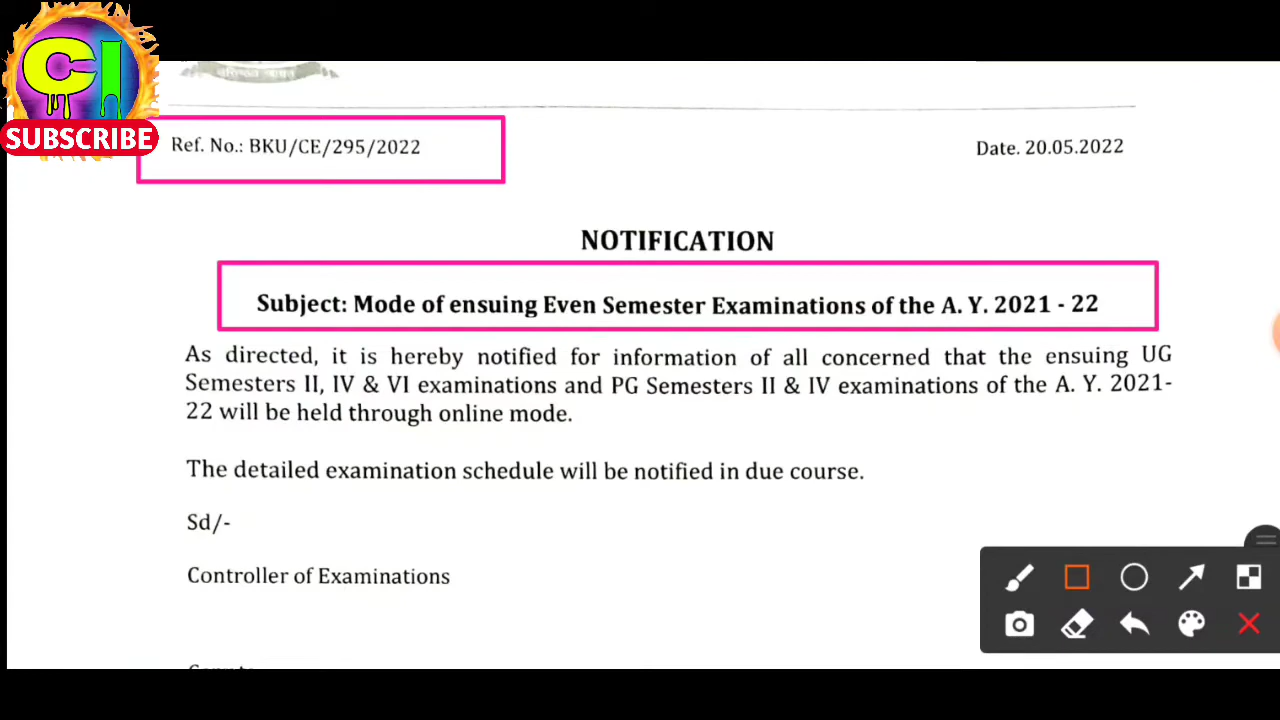 CI
SUBSCRIBE
Ref. No.: BKU/CE/295/2022
Date. 20.05.2022
NOTIFICATION
Subject: Mode of ensuing Even Semester Examinations of the A. Y. 2021 - 22
As directed, it is hereby notified for information of all concerned that the ensuing UG
Semesters II, IV & VI examinations and PG Semesters II & IV examinations of the A. Y. 2021-
22 will be held through online mode.
The detailed examination schedule will be notified in due course.
Sd/-
Controller of Examinations